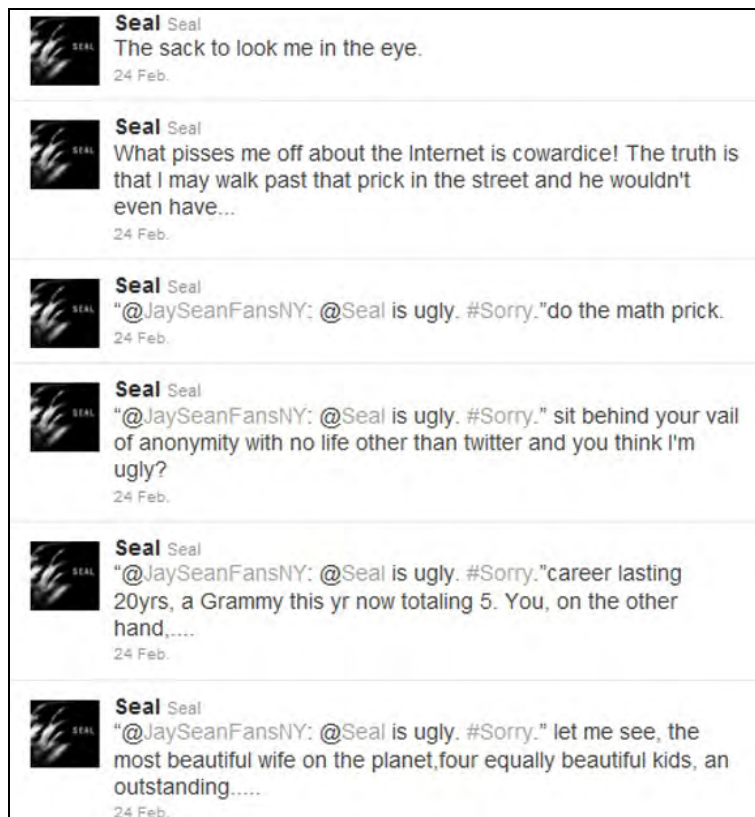 Seal Seal
The sack to look me in the eye.
24 Feb.
Seal Seal
What pisses me off about the Internet is cowardice! The truth is
that I may walk past that prick in the street and he wouldn't
even have...
24 Feb.
Seal Seal
“@JaySeanFansNY: @Seal is ugly. #Sorry.”do the math prick.
24 Feb.
Seal Seal
“@JaySeanFansNY: @Seal is ugly. #Sorry.” sit behind your vail
of anonymity with no life other than twitter and you think I'm
ugly?
24 Feb.
Seal Seal
“@JaySeanFansNY: @Seal is ugly. #Sorry.”career lasting
20yrs, a Grammy this yr now totaling 5. You, on the other
hand,....
24 Feb.
Seal Seal
“@JaySeanFansNY: @Seal is ugly. #Sorry.” let me see, the
most beautiful wife on the planet,four equally beautiful kids, an
outstanding.....
24 Feb.
SEAL
SEAL
SEAL
SEAL
SEAL
SEAL